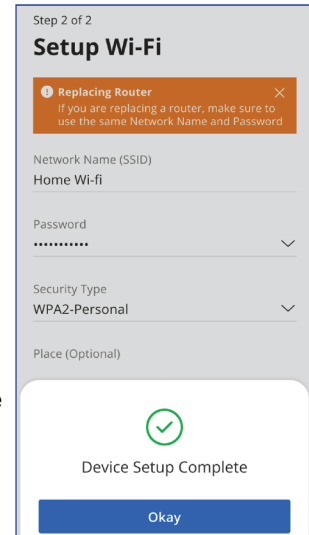 Step 2 of 2
Setup Wi-Fi
Replacing Router
If you are replacing a router, make sure to
use the same Network Name and Password
Network Name (SSID)
Home Wi-fi
Password
•••••••••••
Security Type
WPA2-Personal
Place (Optional)
e
Device Setup Complete
Okay